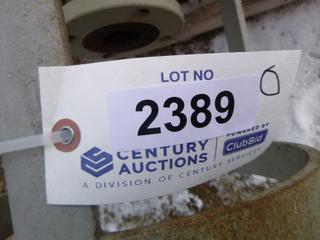 LOT NO
2389
CENTURY AUCTIONS
POWERED BY
ClubBid
A DIVISION OF CENTURY SERVICES